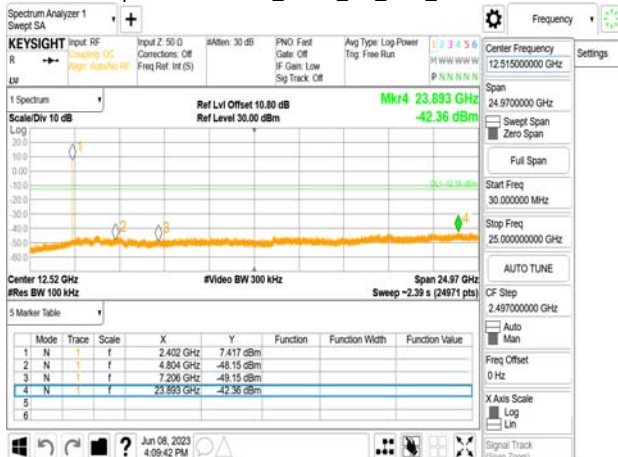 Spectrum Analyzer 1
Swept SA
+
Frequency
Settings
KEYSIGHT
R
LXI
Input: RF
Coupling: DC
Align: Auto/No RF
Input Z: 50 Ω
Corrections: Off
Freq Ref: Int (S)
#Atten: 30 dB
PNO: Fast
Gate: Off
IF Gain: Low
Sig Track: Off
Avg Type: Log-Power
Trig: Free Run
1 2 3 4 5 6
M W W W W W
P N N N N N
1 Spectrum
Scale/Div 10 dB
Ref Lvl Offset 10.80 dB
Ref Level 30.00 dBm
Mkr4 23.893 GHz
-42.36 dBm
Log
20.0
10.0
0.00
-10.0
-20.0
-30.0
-40.0
-50.0
-60.0
1
2
3
4
Center 12.52 GHz
#Res BW 100 kHz
#Video BW 300 kHz
Span 24.97 GHz
Sweep ~2.39 s (24971 pts)
5 Marker Table
Mode Trace Scale X Y Function Function Width Function Value
1 N 1 f 2.402 GHz 7.417 dBm
2 N 1 f 4.804 GHz -48.15 dBm
3 N 1 f 7.206 GHz -49.15 dBm
4 N 1 f 23.893 GHz -42.36 dBm
5
6
Jun 08, 2023
4:09:42 PM
?
Center Frequency
12.515000000 GHz
Span
24.9700000 GHz
Swept Span
Zero Span
Full Span
Start Freq
30.000000 MHz
Stop Freq
25.000000000 GHz
AUTO TUNE
CF Step
2.497000000 GHz
Auto
Man
Freq Offset
0 Hz
X Axis Scale
Log
Lin
Signal Track
(Span Zoom)